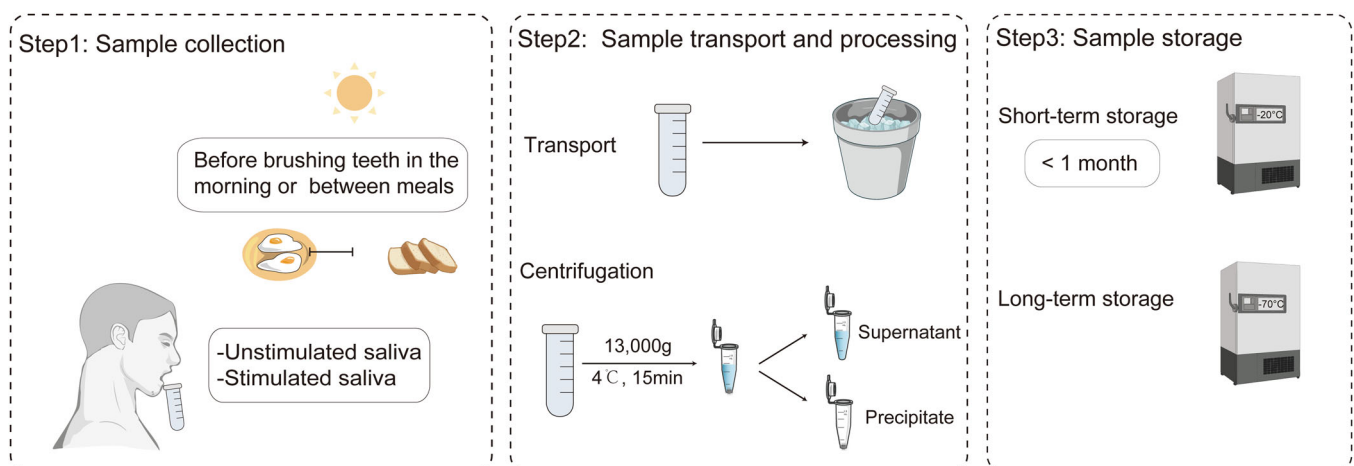 Step1: Sample collection
Before brushing teeth in the
morning or between meals
-Unstimulated saliva
-Stimulated saliva
Step2: Sample transport and processing
Transport
Centrifugation
13,000g
4℃, 15min
Supernatant
Precipitate
Step3: Sample storage
Short-term storage
< 1 month
-20°C
Long-term storage
-70°C